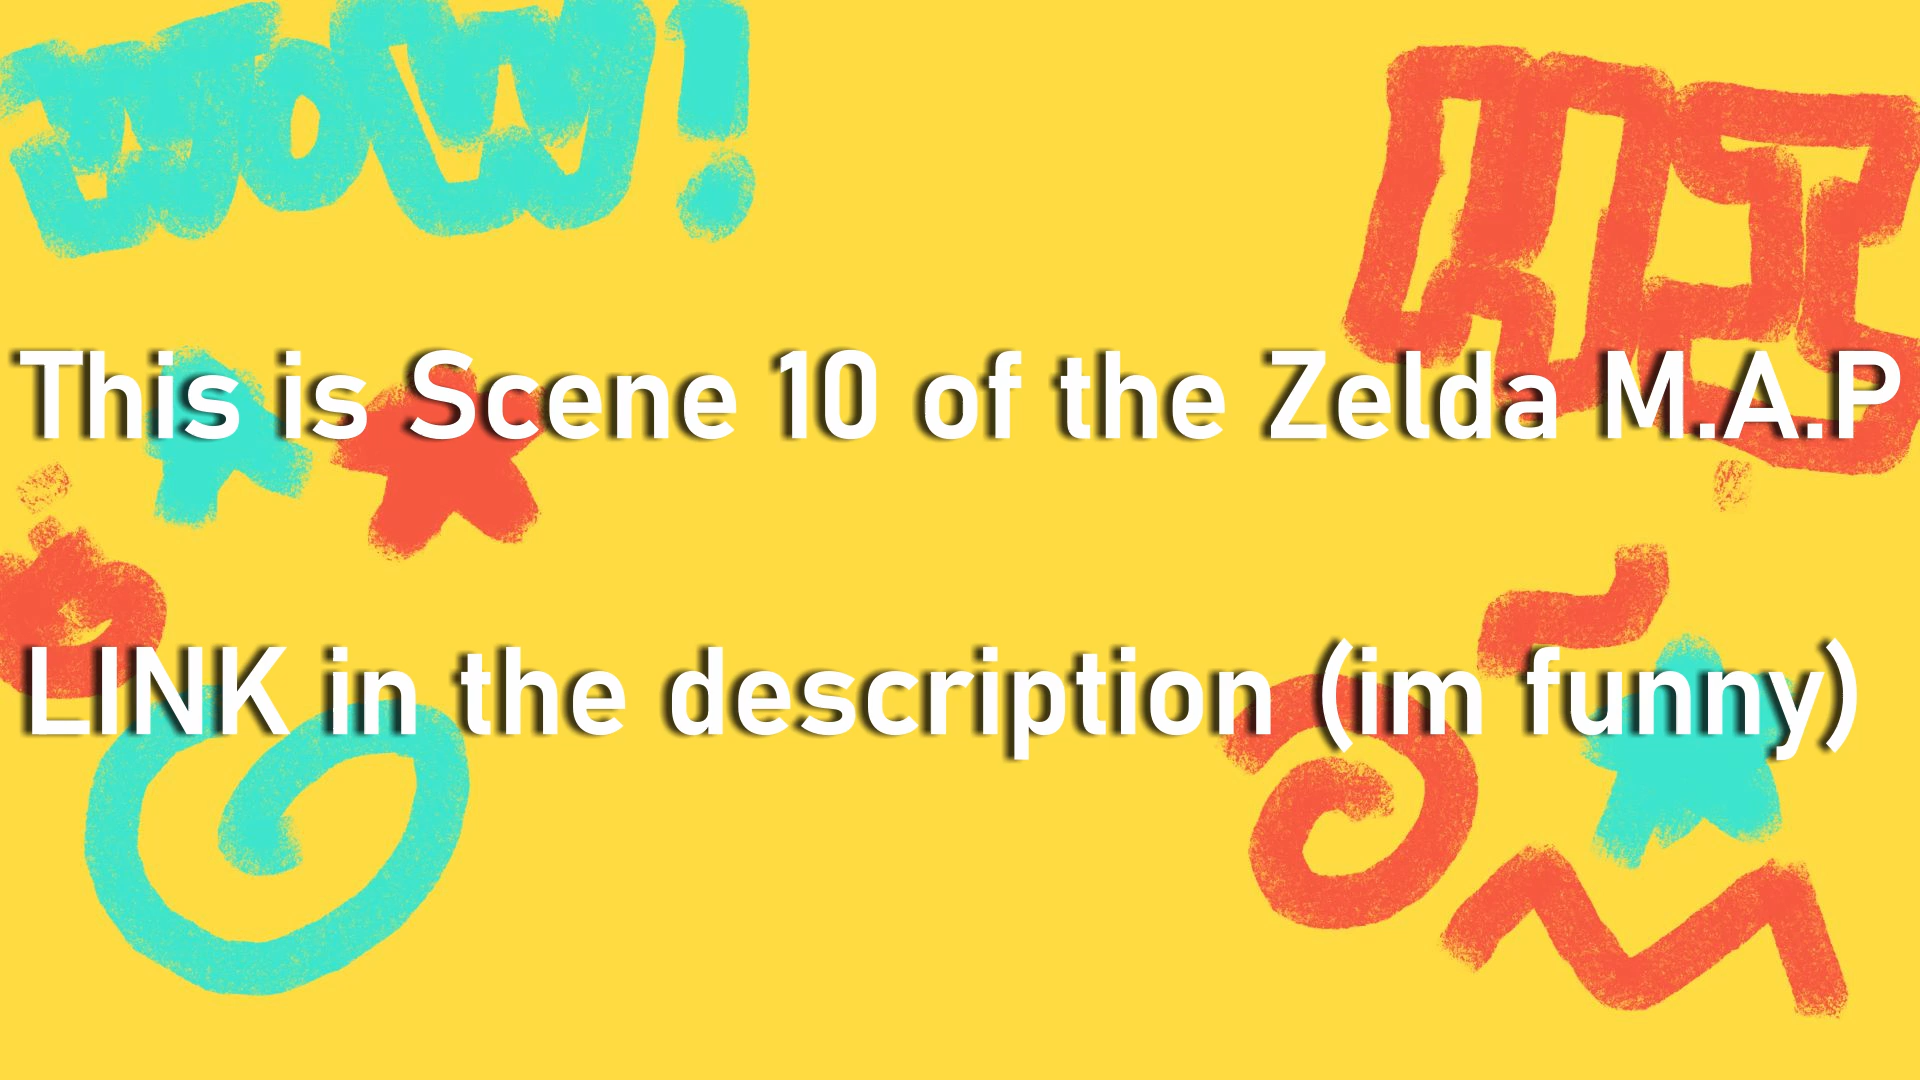 WOW!
This is Scene 10 of the Zelda M.A.P
LINK in the description (im funny)